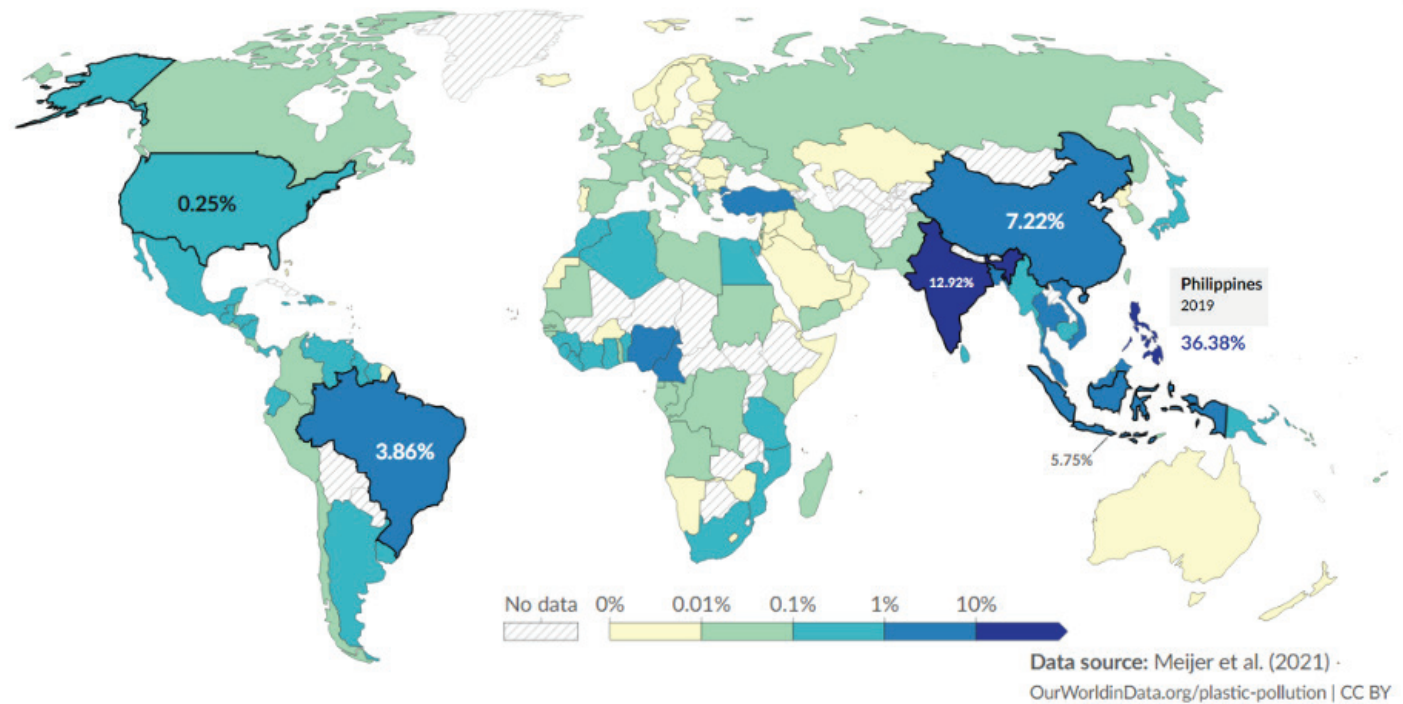 0.25%
7.22%
12.92%
Philippines
2019
36.38%
3.86%
5.75%
No data 0% 0.01% 0.1% 1% 10%
Data source: Meijer et al. (2021) ·
OurWorldinData.org/plastic-pollution | CC BY